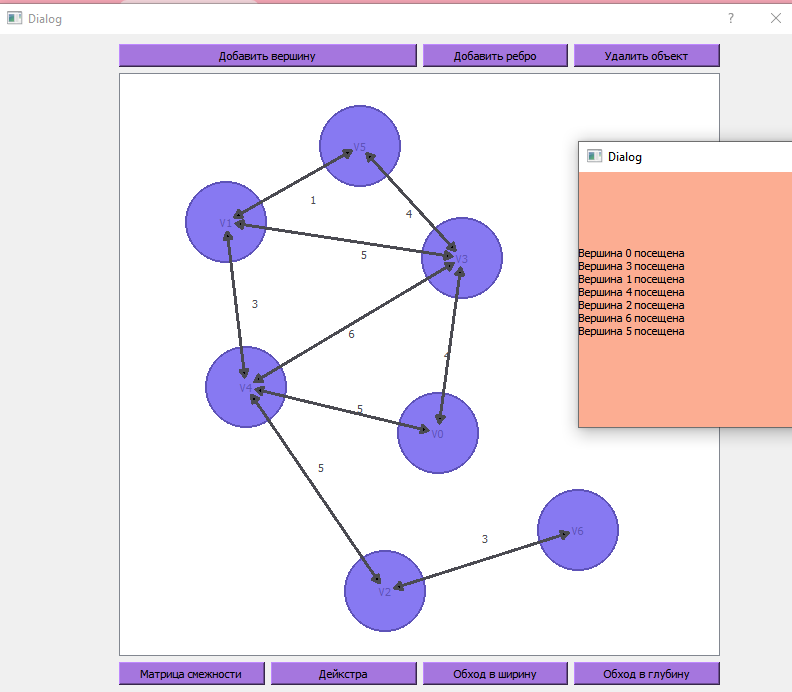 Dialog
?
Добавить вершину
Добавить ребро
Удалить объект
V5
Dialog
1
4
V1
5
V3
Вершина 0 посещена
Вершина 3 посещена
Вершина 1 посещена
Вершина 4 посещена
Вершина 2 посещена
Вершина 6 посещена
Вершина 5 посещена
3
6
4
V4
5
V0
5
V6
3
V2
Матрица смежности
Дейкстра
Обход в ширину
Обход в глубину